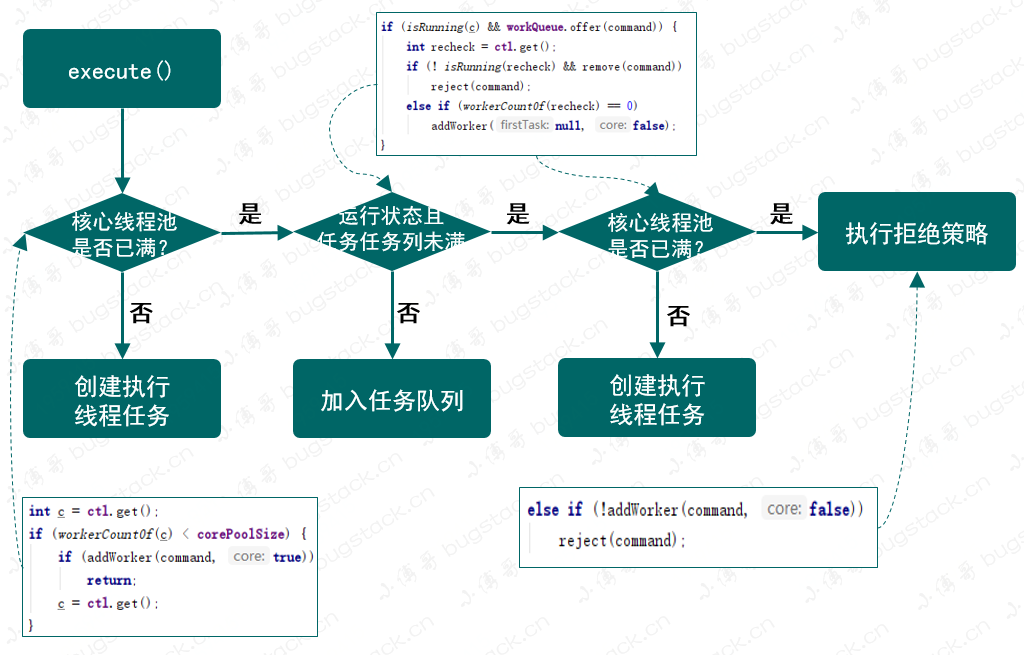 if (isRunning(c) && workQueue.offer(command)) {
int recheck = ctl.get();
if (! isRunning(recheck) && remove(command))
reject(command);
else if (workerCountOf(recheck) == 0)
addWorker( firstTask: null, core: false);
}
execute()
核心线程池
是否已满?
是
运行状态且
任务任务列未满
是
核心线程池
是否已满?
是
执行拒绝策略
否
否
否
创建执行
线程任务
加入任务队列
创建执行
线程任务
int c = ctl.get();
if (workerCountOf(c) < corePoolSize) {
if (addWorker(command, core: true))
return;
c = ctl.get();
}
else if (!addWorker(command, core: false))
reject(command);
小傅哥 bugstack.cn